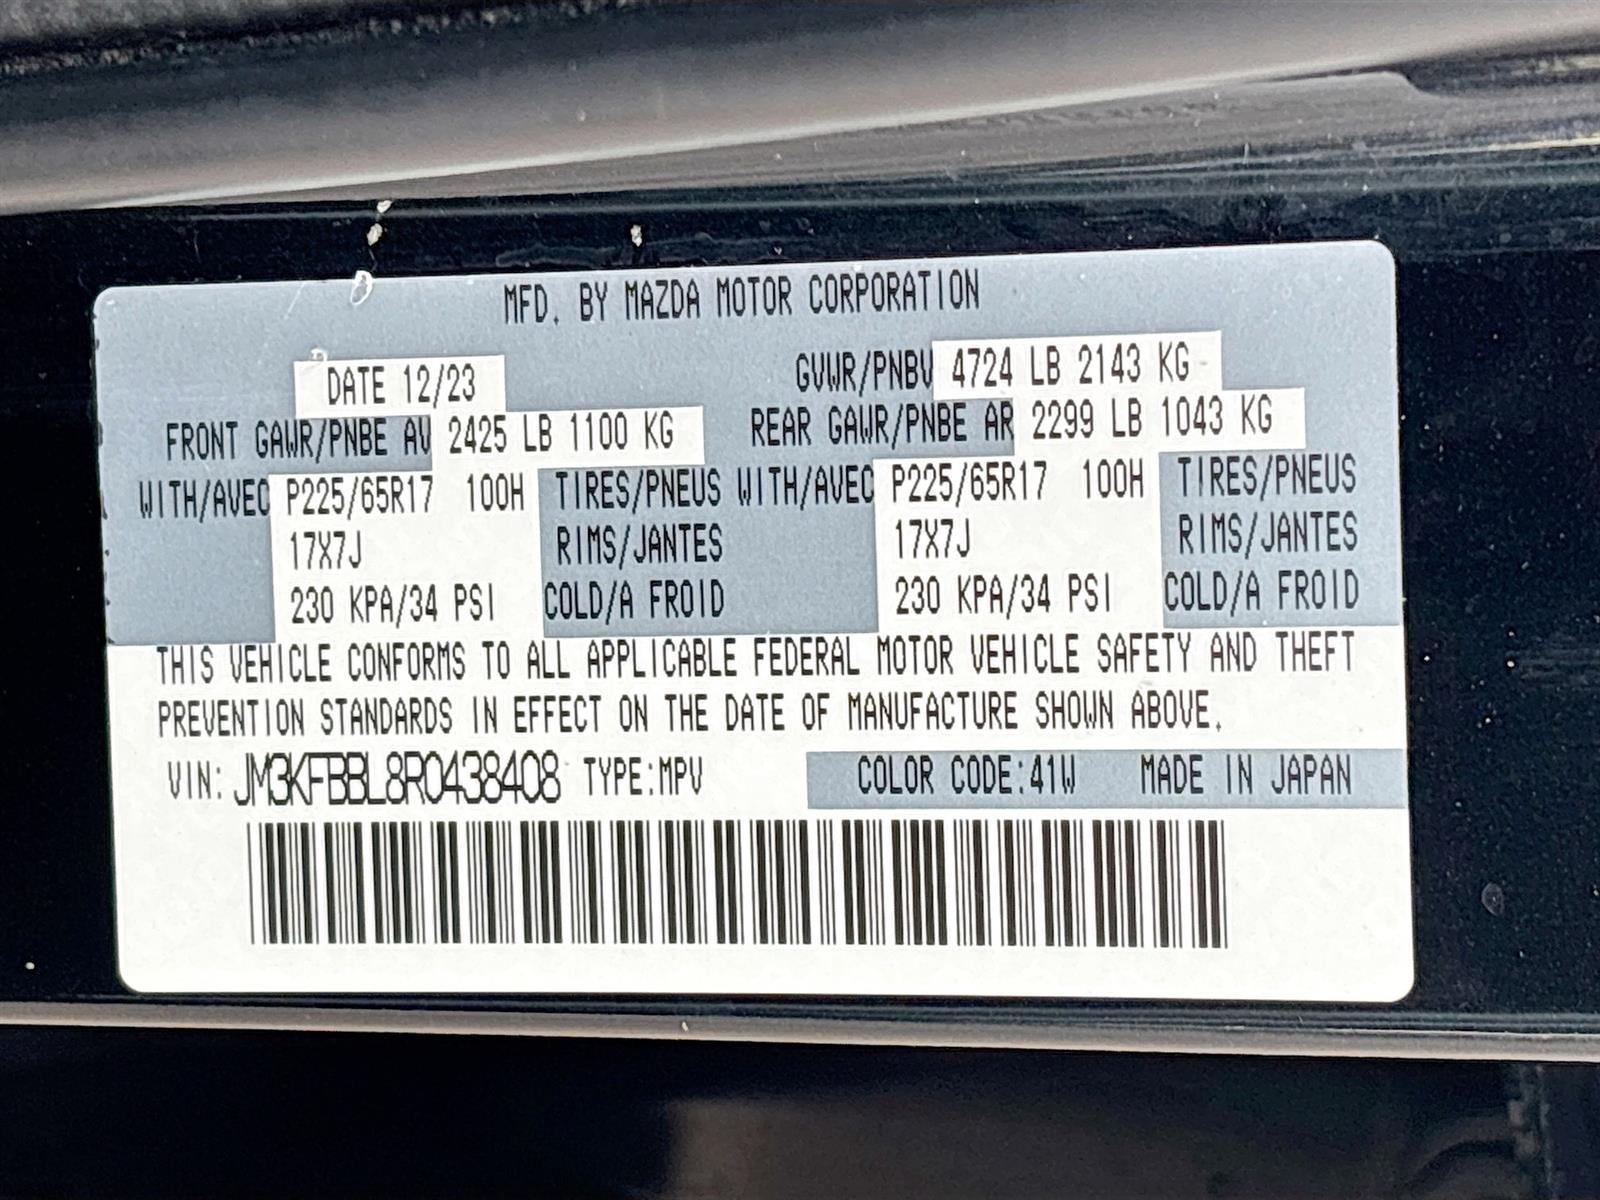 MFD. BY MAZDA MOTOR CORPORATION
DATE 12/23 GVWR/PNBV 4724 LB 2143 KG
FRONT GAWR/PNBE AV 2425 LB 1100 KG REAR GAWR/PNBE AR 2299 LB 1043 KG
WITH/AVEC P225/65R17 100H TIRES/PNEUS WITH/AVEC P225/65R17 100H TIRES/PNEUS
17X7J RIMS/JANTES 17X7J RIMS/JANTES
230 KPA/34 PSI COLD/A FROID 230 KPA/34 PSI COLD/A FROID
THIS VEHICLE CONFORMS TO ALL APPLICABLE FEDERAL MOTOR VEHICLE SAFETY AND THEFT
PREVENTION STANDARDS IN EFFECT ON THE DATE OF MANUFACTURE SHOWN ABOVE.
VIN: JM3KFBBL8R0438408 TYPE:MPV COLOR CODE:41W MADE IN JAPAN